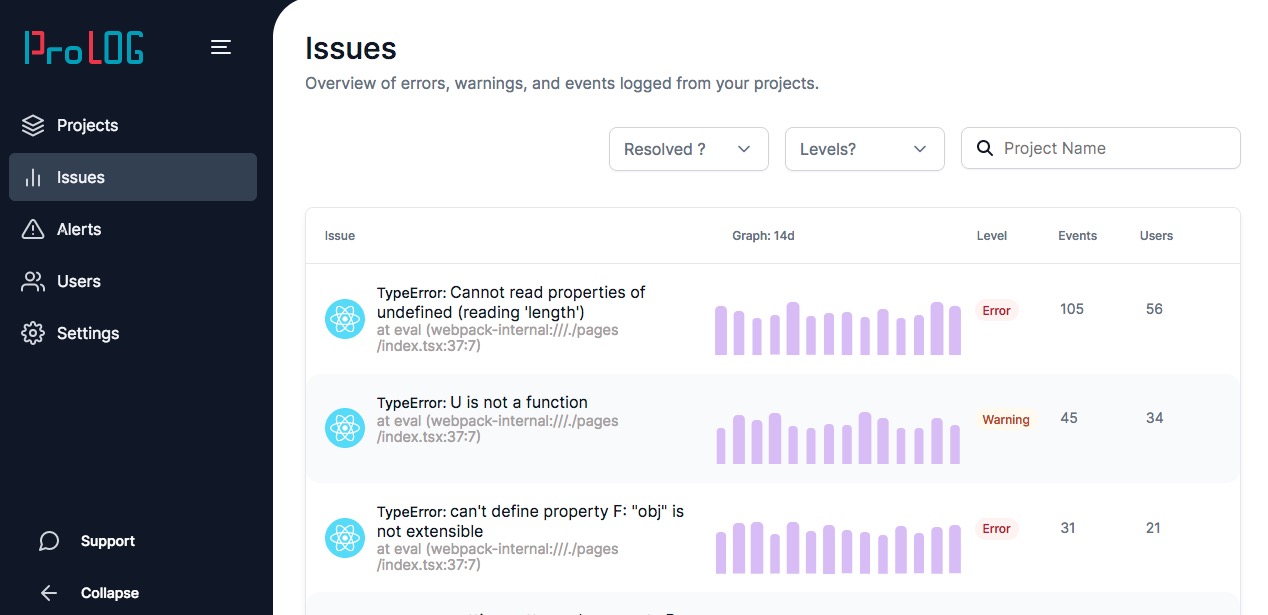 ProLOG
Projects
Issues
Alerts
Users
Settings
Support
Collapse
Issues
Overview of errors, warnings, and events logged from your projects.
Resolved ?
Levels?
Project Name
Issue Graph: 14d Level Events Users
TypeError: Cannot read properties of
undefined (reading 'length')
at eval (webpack-internal:///./pages
/index.tsx:37:7)
Error 105 56
TypeError: U is not a function
at eval (webpack-internal:///./pages
/index.tsx:37:7)
Warning 45 34
TypeError: can't define property F: "obj" is
not extensible
at eval (webpack-internal:///./pages
/index.tsx:37:7)
Error 31 21